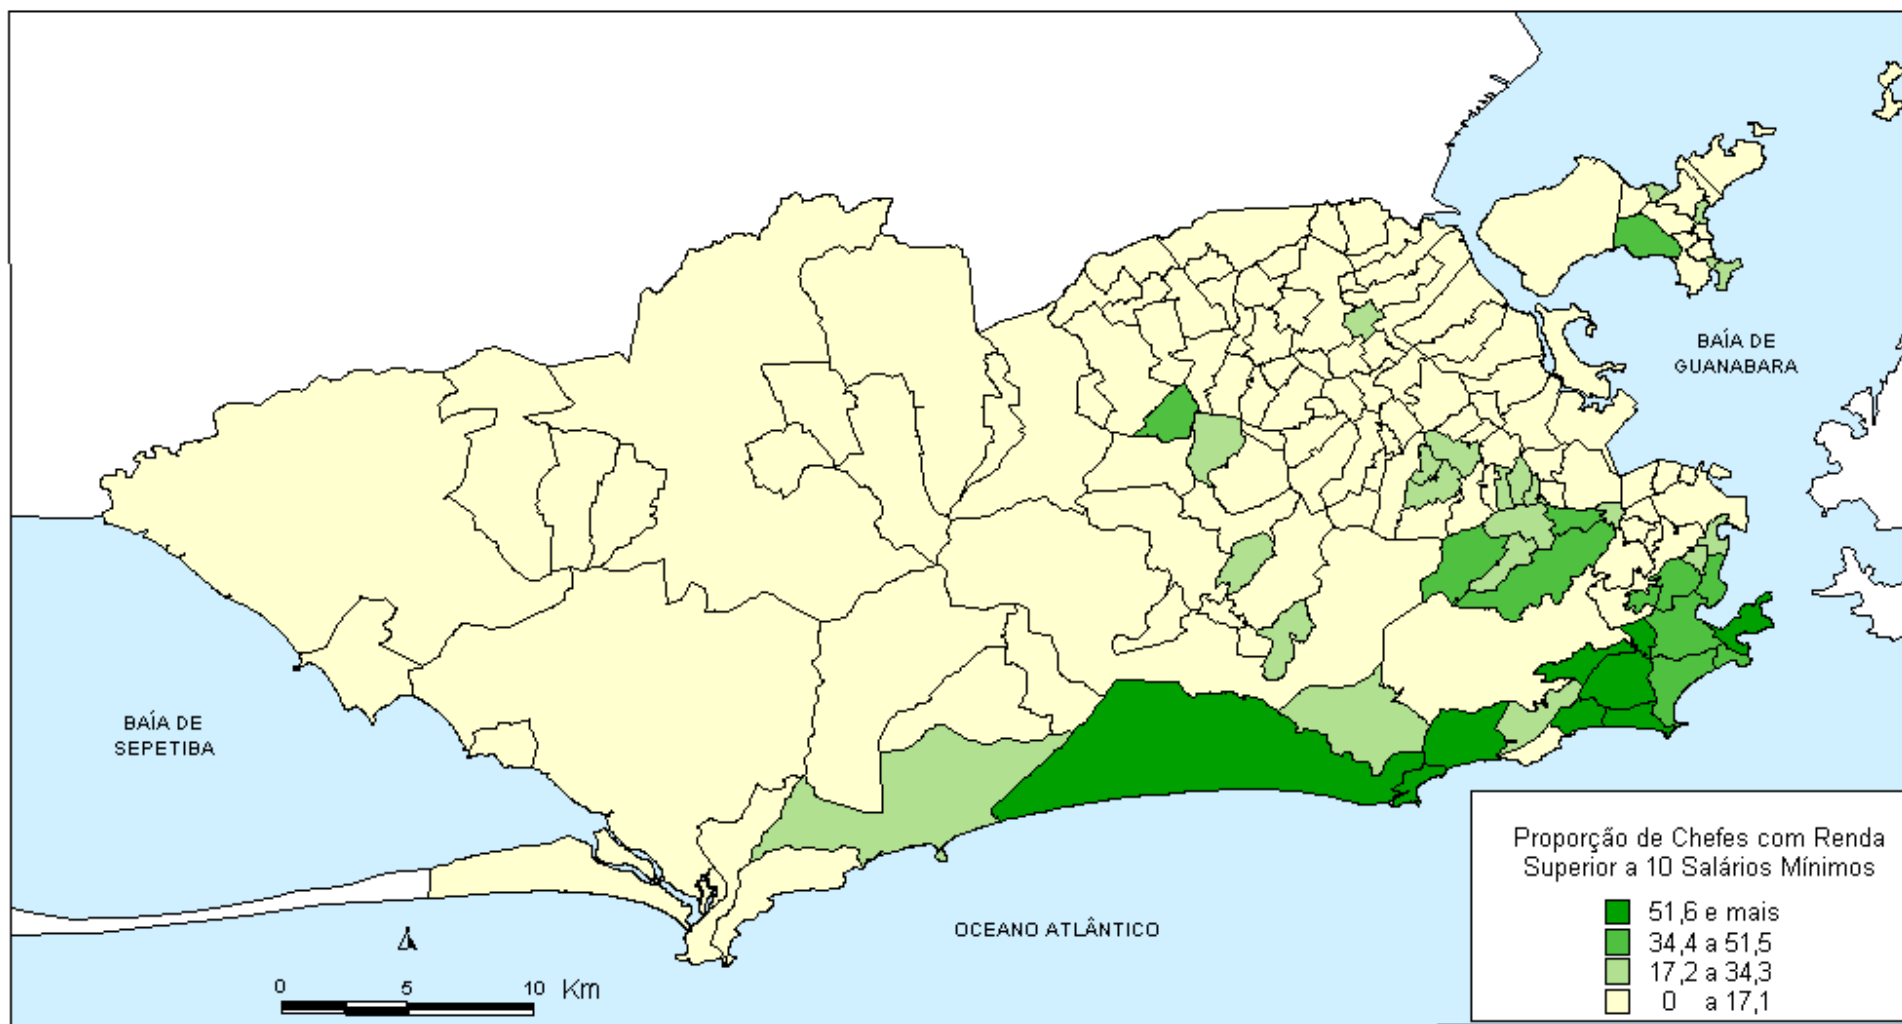 BAÍA DE
GUANABARA
BAÍA DE
SEPETIBA
OCEANO ATLÂNTICO
0 5 10 Km
Proporção de Chefes com Renda
Superior a 10 Salários Mínimos
51,6 e mais
34,4 a 51,5
17,2 a 34,3
0 a 17,1